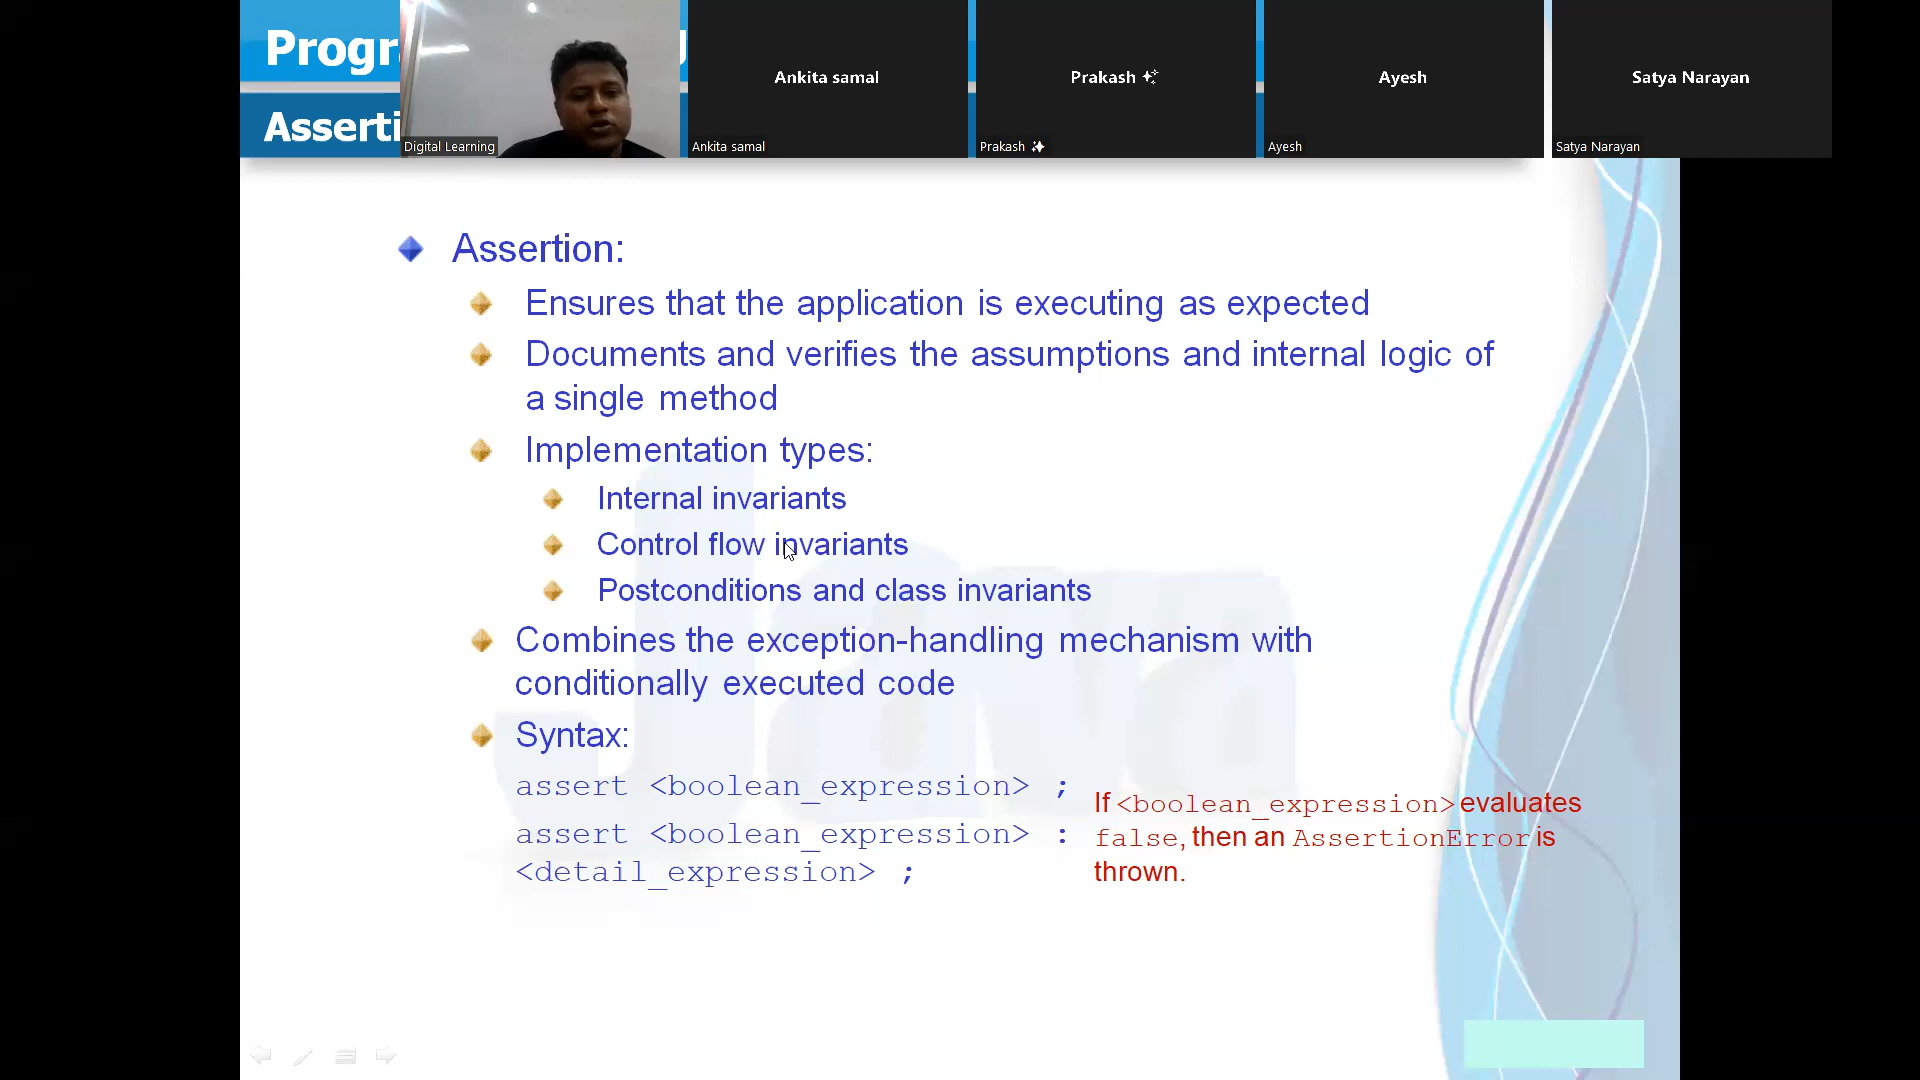 Progr
Asserti
Digital Learning
Ankita samal
Ankita samal
Prakash
Prakash
Ayesh
Ayesh
Satya Narayan
Satya Narayan
Assertion:
Ensures that the application is executing as expected
Documents and verifies the assumptions and internal logic of
a single method
Implementation types:
Internal invariants
Control flow invariants
Postconditions and class invariants
Combines the exception-handling mechanism with
conditionally executed code
Syntax:
assert <boolean_expression> ;
assert <boolean_expression> :
<detail_expression> ;
If <boolean_expression> evaluates
false, then an AssertionError is
thrown.
Java